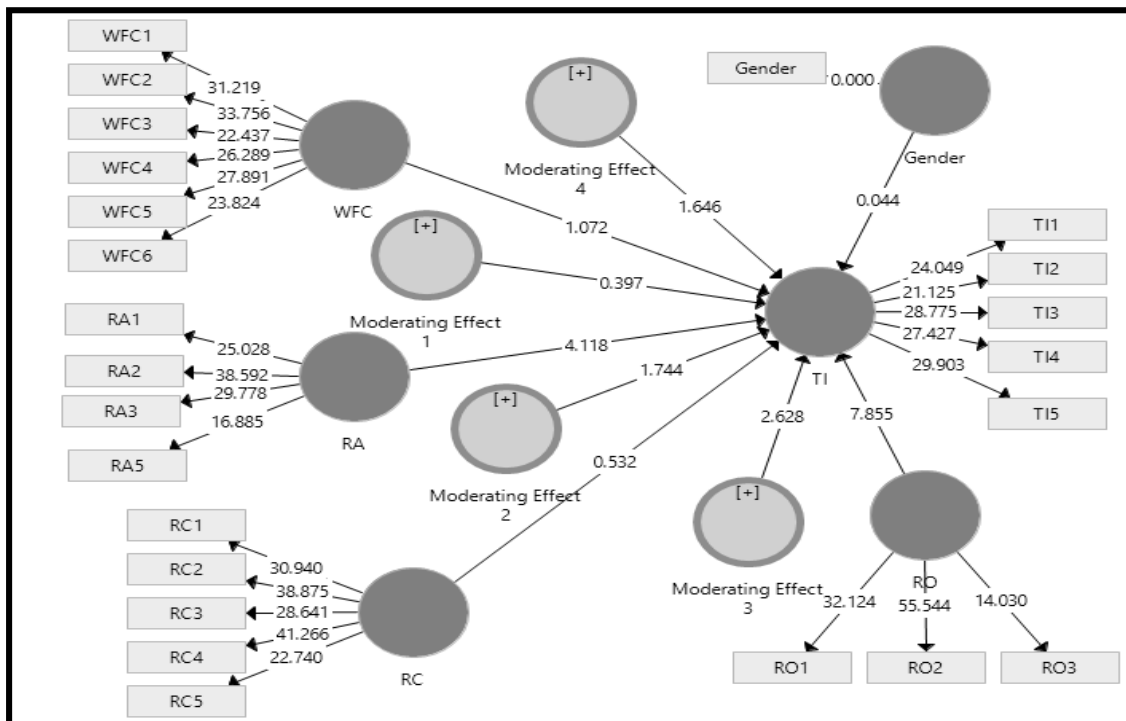 WFC1
WFC2
WFC3
WFC4
WFC5
WFC6
31.219
33.756
22.437
26.289
27.891
23.824
WFC
[+]
Moderating Effect
4
1.646
Gender
0.000
Gender
0.044
1.072
[+]
Moderating Effect
1
0.397
RA1
RA2
RA3
RA5
25.028
38.592
29.778
16.885
RA
4.118
[+]
Moderating Effect
2
1.744
TI
TI1
TI2
TI3
TI4
TI5
24.049
21.125
28.775
27.427
29.903
RC1
RC2
RC3
RC4
RC5
30.940
38.875
28.641
41.266
22.740
RC
0.532
[+]
Moderating Effect
3
2.628
7.855
RO
32.124
55.544
14.030
RO1
RO2
RO3